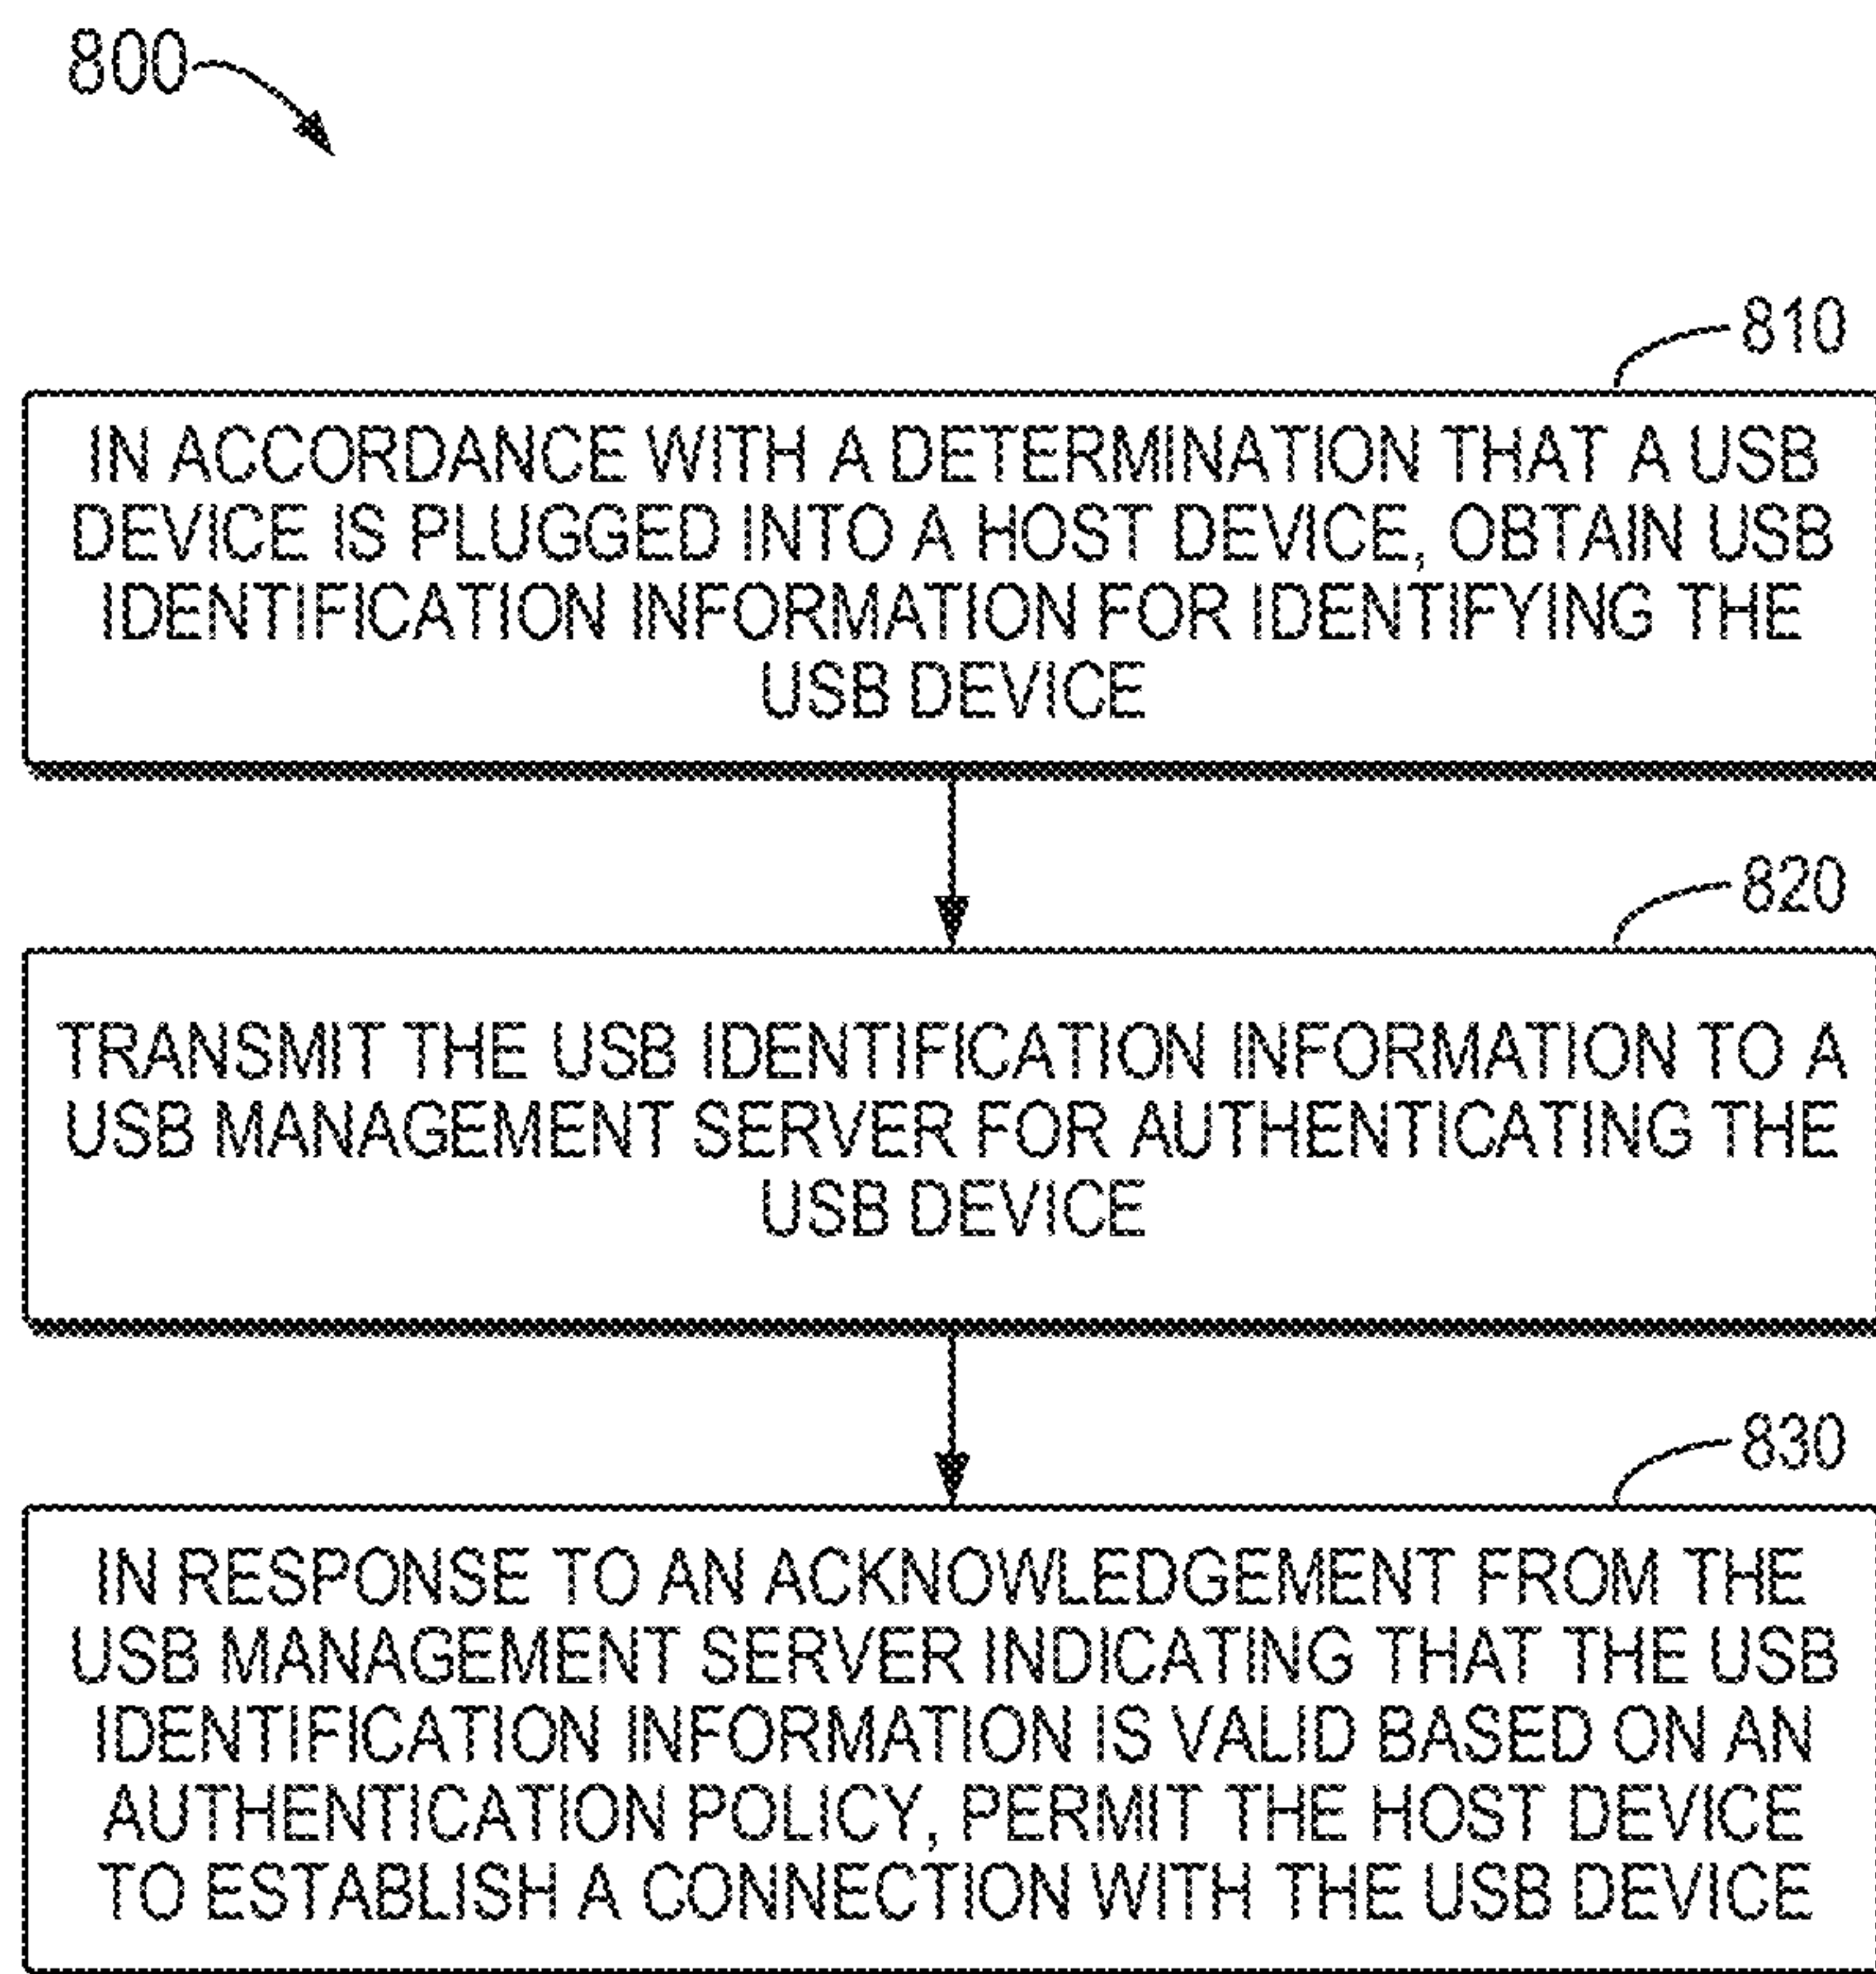 800
810
IN ACCORDANCE WITH A DETERMINATION THAT A USB
DEVICE IS PLUGGED INTO A HOST DEVICE, OBTAIN USB
IDENTIFICATION INFORMATION FOR IDENTIFYING THE
USB DEVICE
820
TRANSMIT THE USB IDENTIFICATION INFORMATION TO A
USB MANAGEMENT SERVER FOR AUTHENTICATING THE
USB DEVICE
830
IN RESPONSE TO AN ACKNOWLEDGEMENT FROM THE
USB MANAGEMENT SERVER INDICATING THAT THE USB
IDENTIFICATION INFORMATION IS VALID BASED ON AN
AUTHENTICATION POLICY, PERMIT THE HOST DEVICE
TO ESTABLISH A CONNECTION WITH THE USB DEVICE